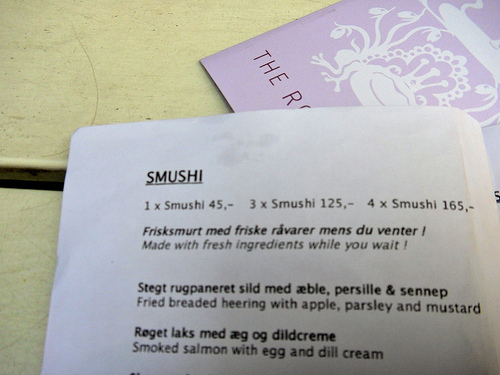 THE
SMUSHI
1 x Smushi 45,- 3 x Smushi 125,- 4 x Smushi 165,-
Frisksmurt med friske råvarer mens du venter !
Made with fresh ingredients while you wait !
Stegt rugpaneret sild med æble, persille & sennep
Fried breaded heering with apple, parsley and mustard
Røget laks med æg og dildcreme
Smoked salmon with egg and dill cream